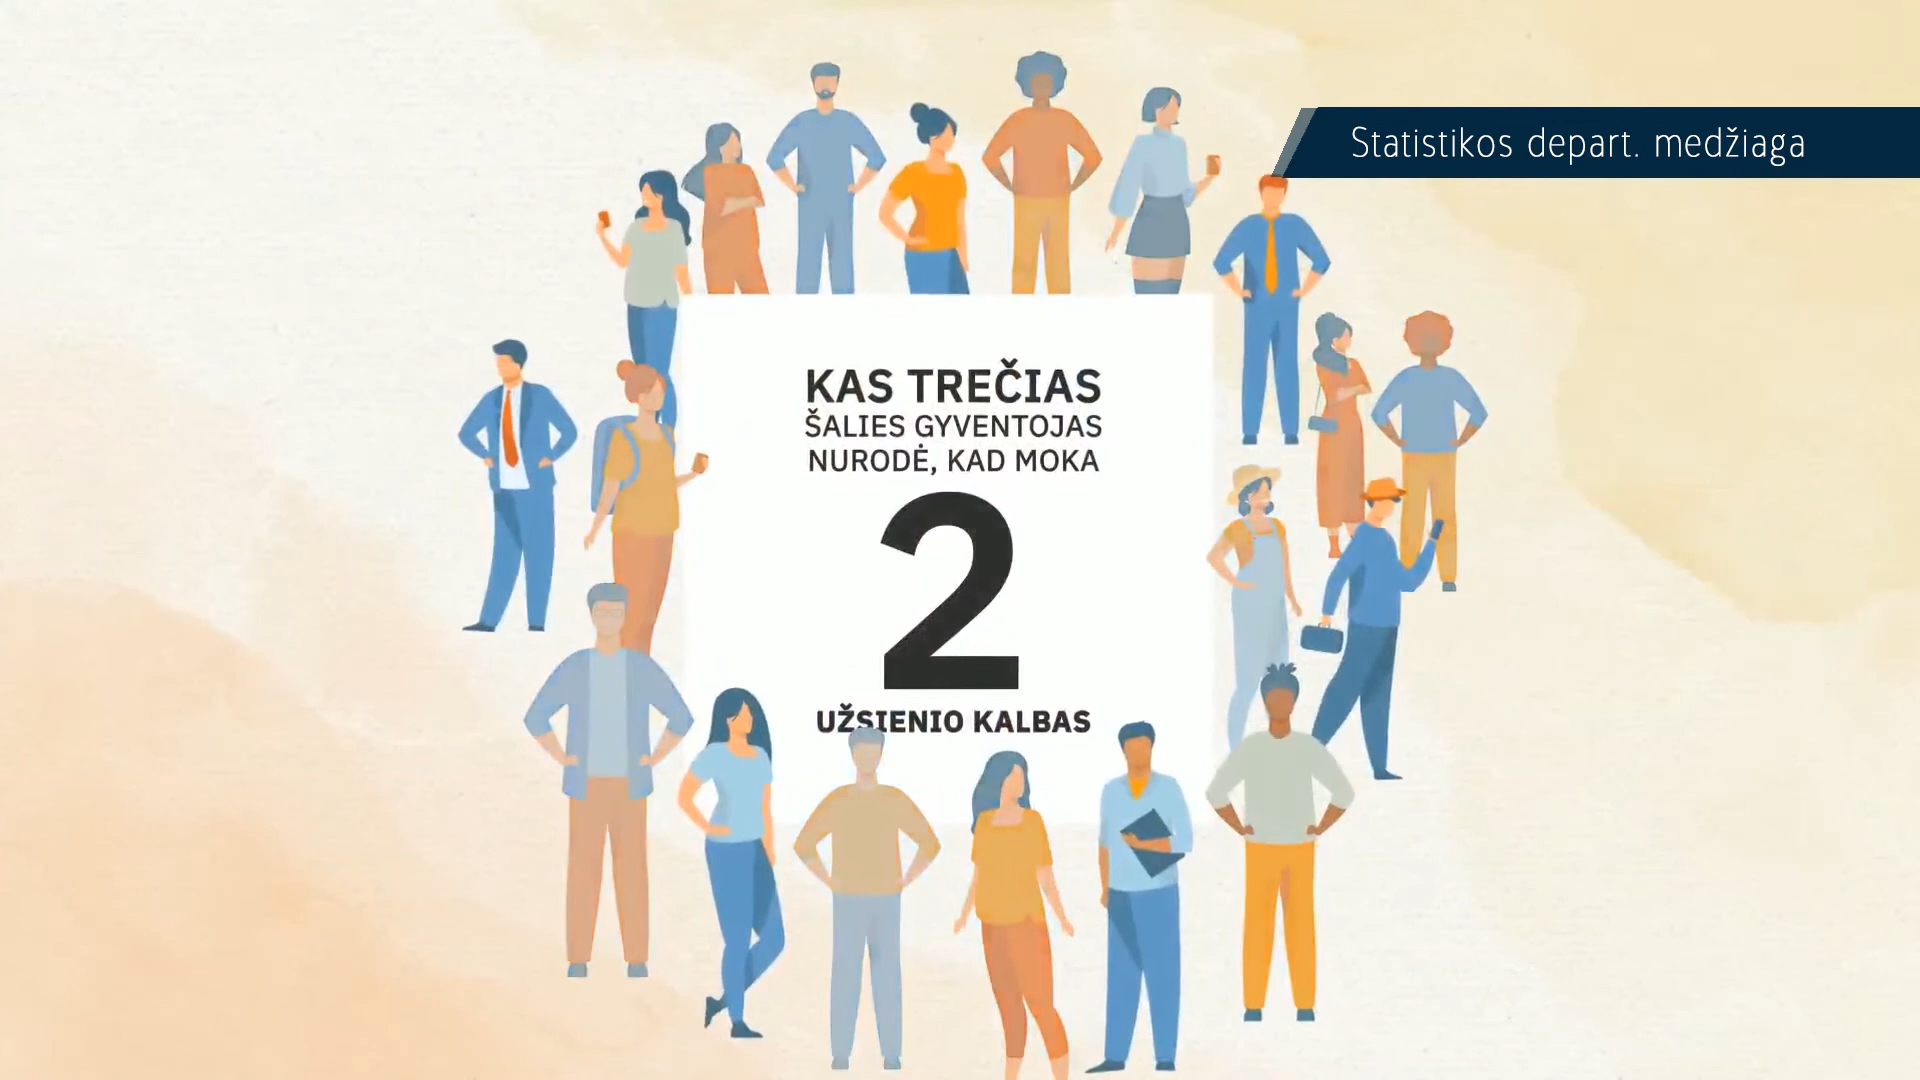 Statistikos depart. medžiaga
KAS TREČIAS
ŠALIES GYVENTOJAS
NURODĖ, KAD MOKA
2
UŽSIENIO KALBAS